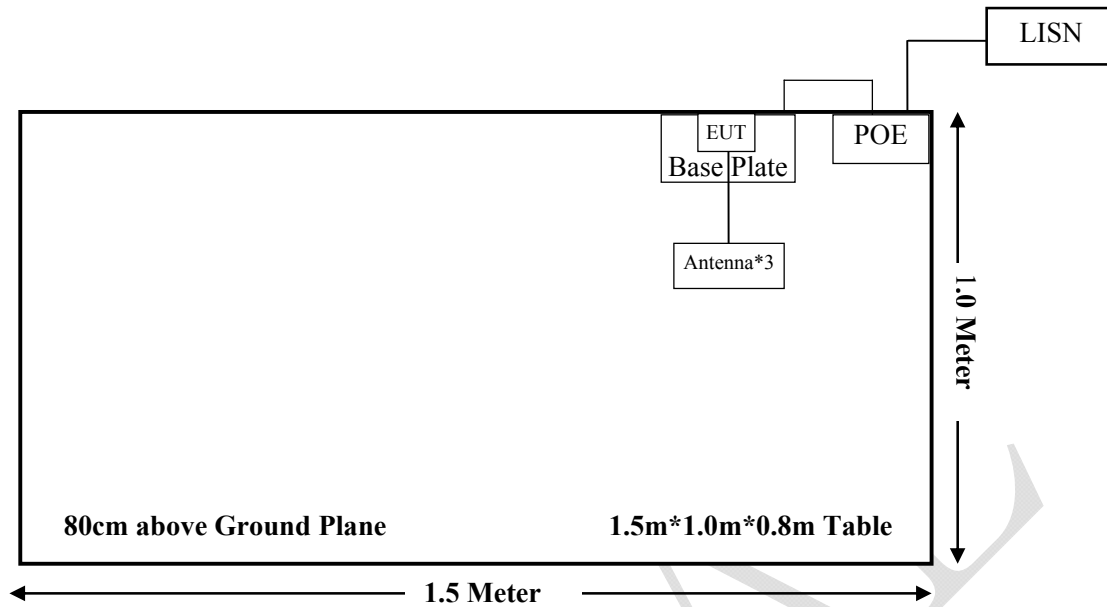 LISN
EUT
POE
Base Plate
Antenna*3
1.0 Meter
80cm above Ground Plane
1.5m*1.0m*0.8m Table
1.5 Meter